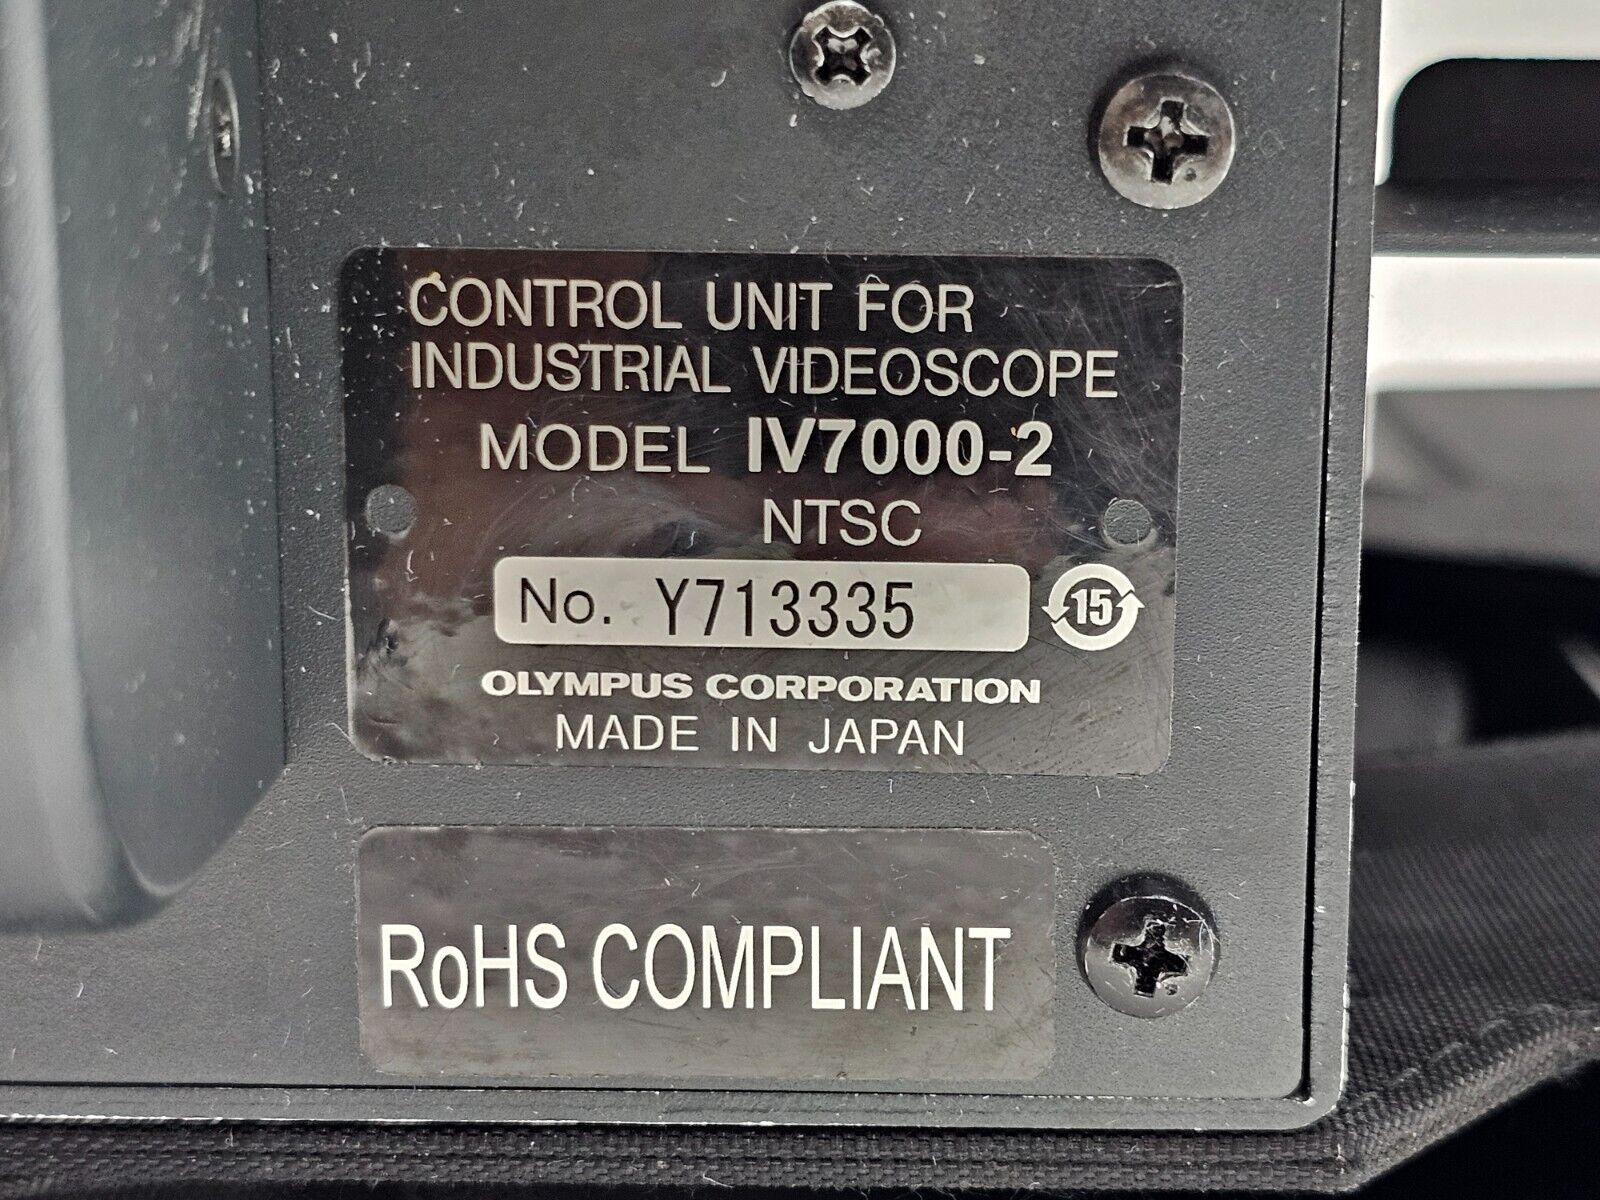 CONTROL UNIT FOR
INDUSTRIAL VIDEOSCOPE
MODEL IV7000-2
NTSC
No. Y713335
15
OLYMPUS CORPORATION
MADE IN JAPAN
RoHS COMPLIANT